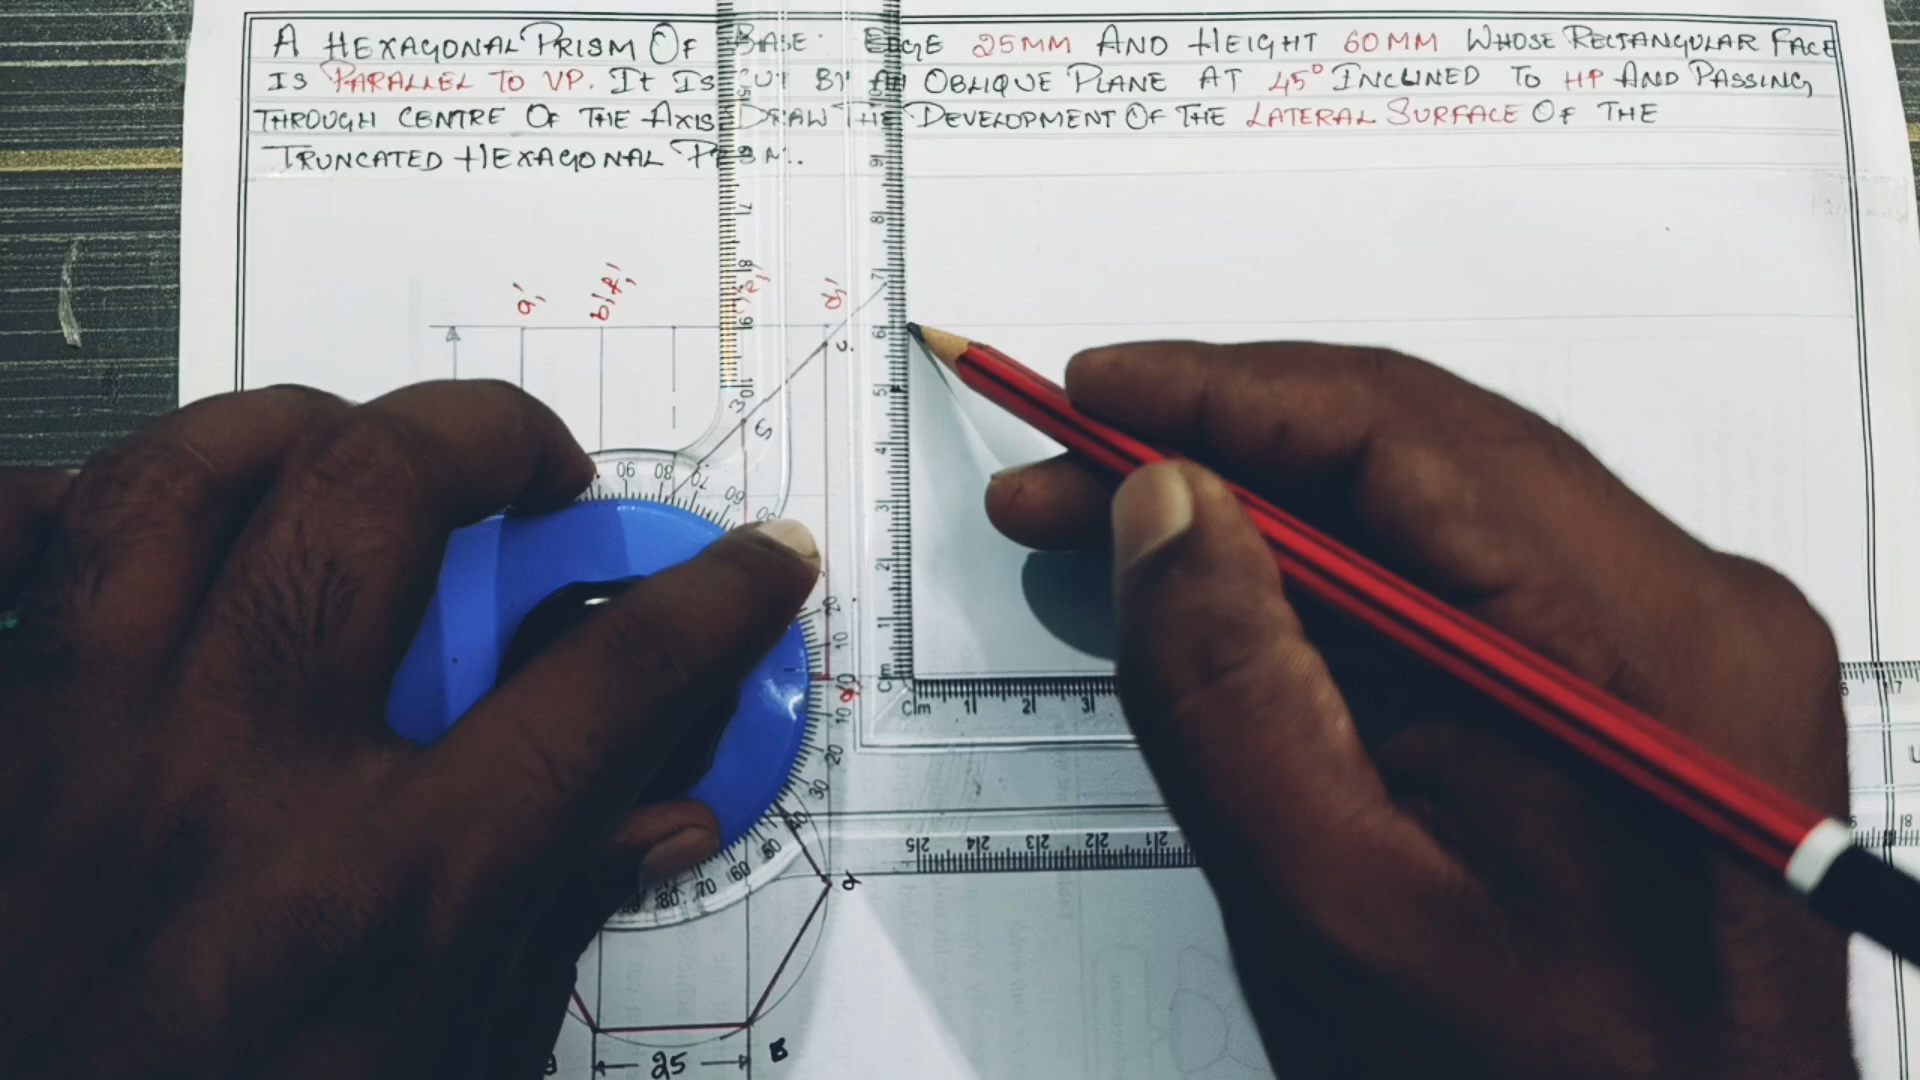 A HEXAGONAL PRISM OF BASE EDGE 25MM AND HEIGHT 60MM WHOSE RECTANGULAR FACE
IS PARALLEL TO VP. It IS CUT BY AN OBLIQUE PLANE AT 45° INCLINED TO HP AND PASSING
THROUGH CENTRE OF THE AXIS DRAW THE DEVELOPMENT OF THE LATERAL SURFACE OF THE
TRUNCATED HEXAGONAL PRISM.
25
B